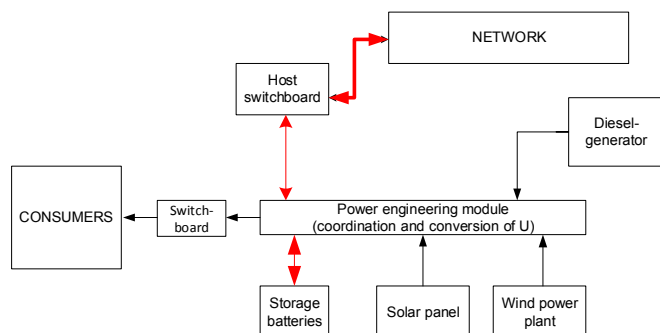 NETWORK
Host
switchboard
Diesel-
generator
CONSUMERS
Switch-
board
Power engineering module
(coordination and conversion of U)
Storage
batteries
Solar panel
Wind power
plant